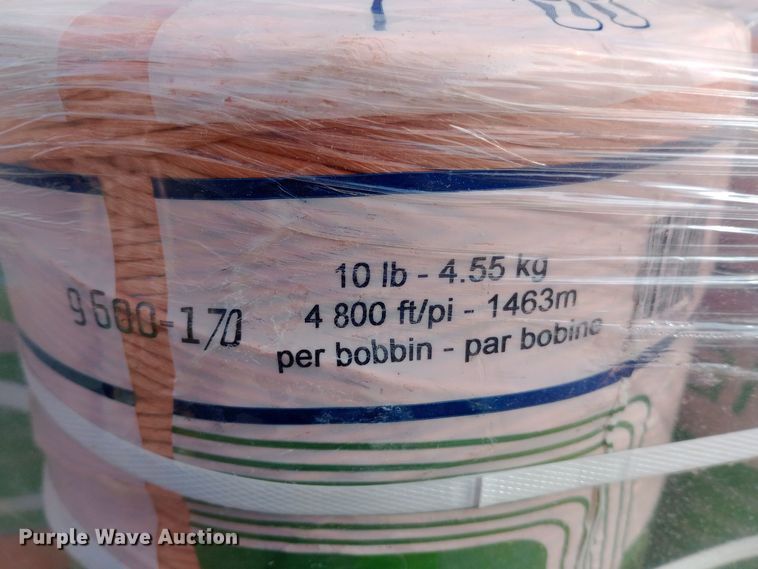 10 lb - 4.55 kg
4 800 ft/pi - 1463m
per bobbin - par bobine
9600-170
Purple Wave Auction